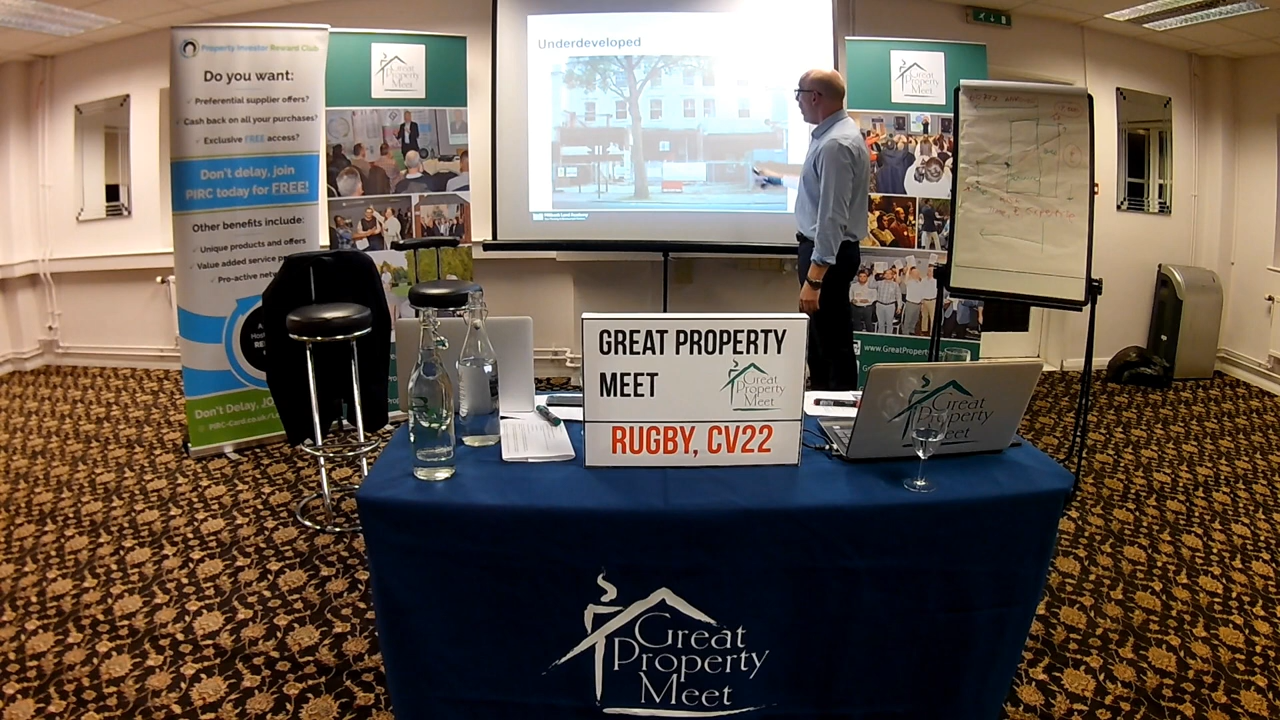 Property Investor Reward Club
Do you want:
Preferential supplier offers?
Cash back on all your purchases?
Exclusive FREE access?
Don't delay, join
PIRC today for FREE!
Other benefits include:
Unique products and offers
Value added service
Pro-active
Don't Delay,
Great
Property
Meet
Underdeveloped
Great
Property
Meet
www.GreatProperty
GREAT PROPERTY
MEET
Great
Property
Meet
RUGBY, CV22
Great
Property
Meet
Great
Property
Meet